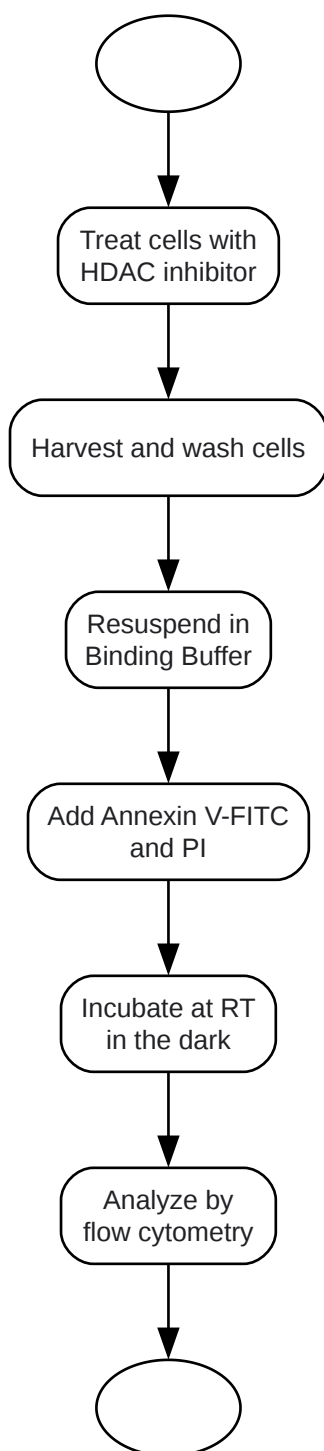 Treat cells with
HDAC inhibitor
Harvest and wash cells
Resuspend in
Binding Buffer
Add Annexin V-FITC
and PI
Incubate at RT
in the dark
Analyze by
flow cytometry